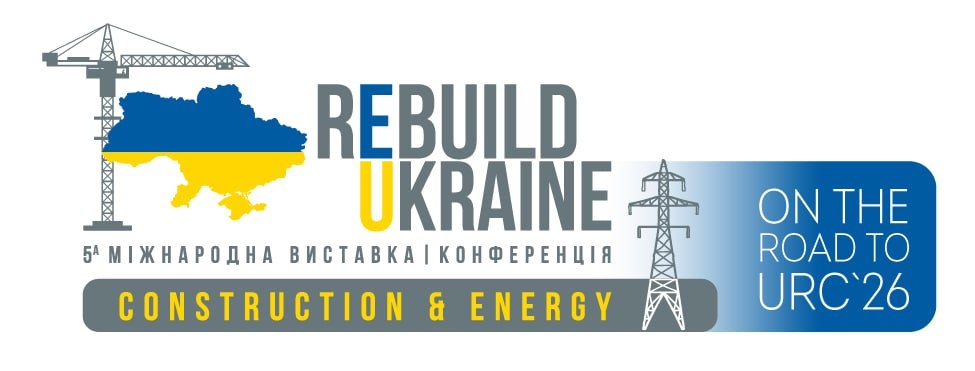 REBUILD
UKRAINE
5А МІЖНАРОДНА ВИСТАВКА | КОНФЕРЕНЦІЯ
CONSTRUCTION & ENERGY
ON THE
ROAD TO
URC`26